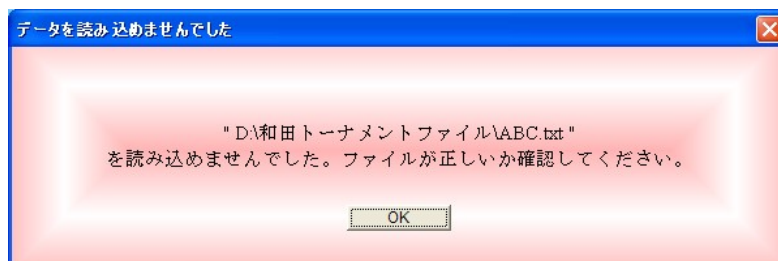 データを読み込めませんでした
" D:\和田トーナメントファイル\ABC.txt "
を読み込めませんでした。ファイルが正しいか確認してください。
OK